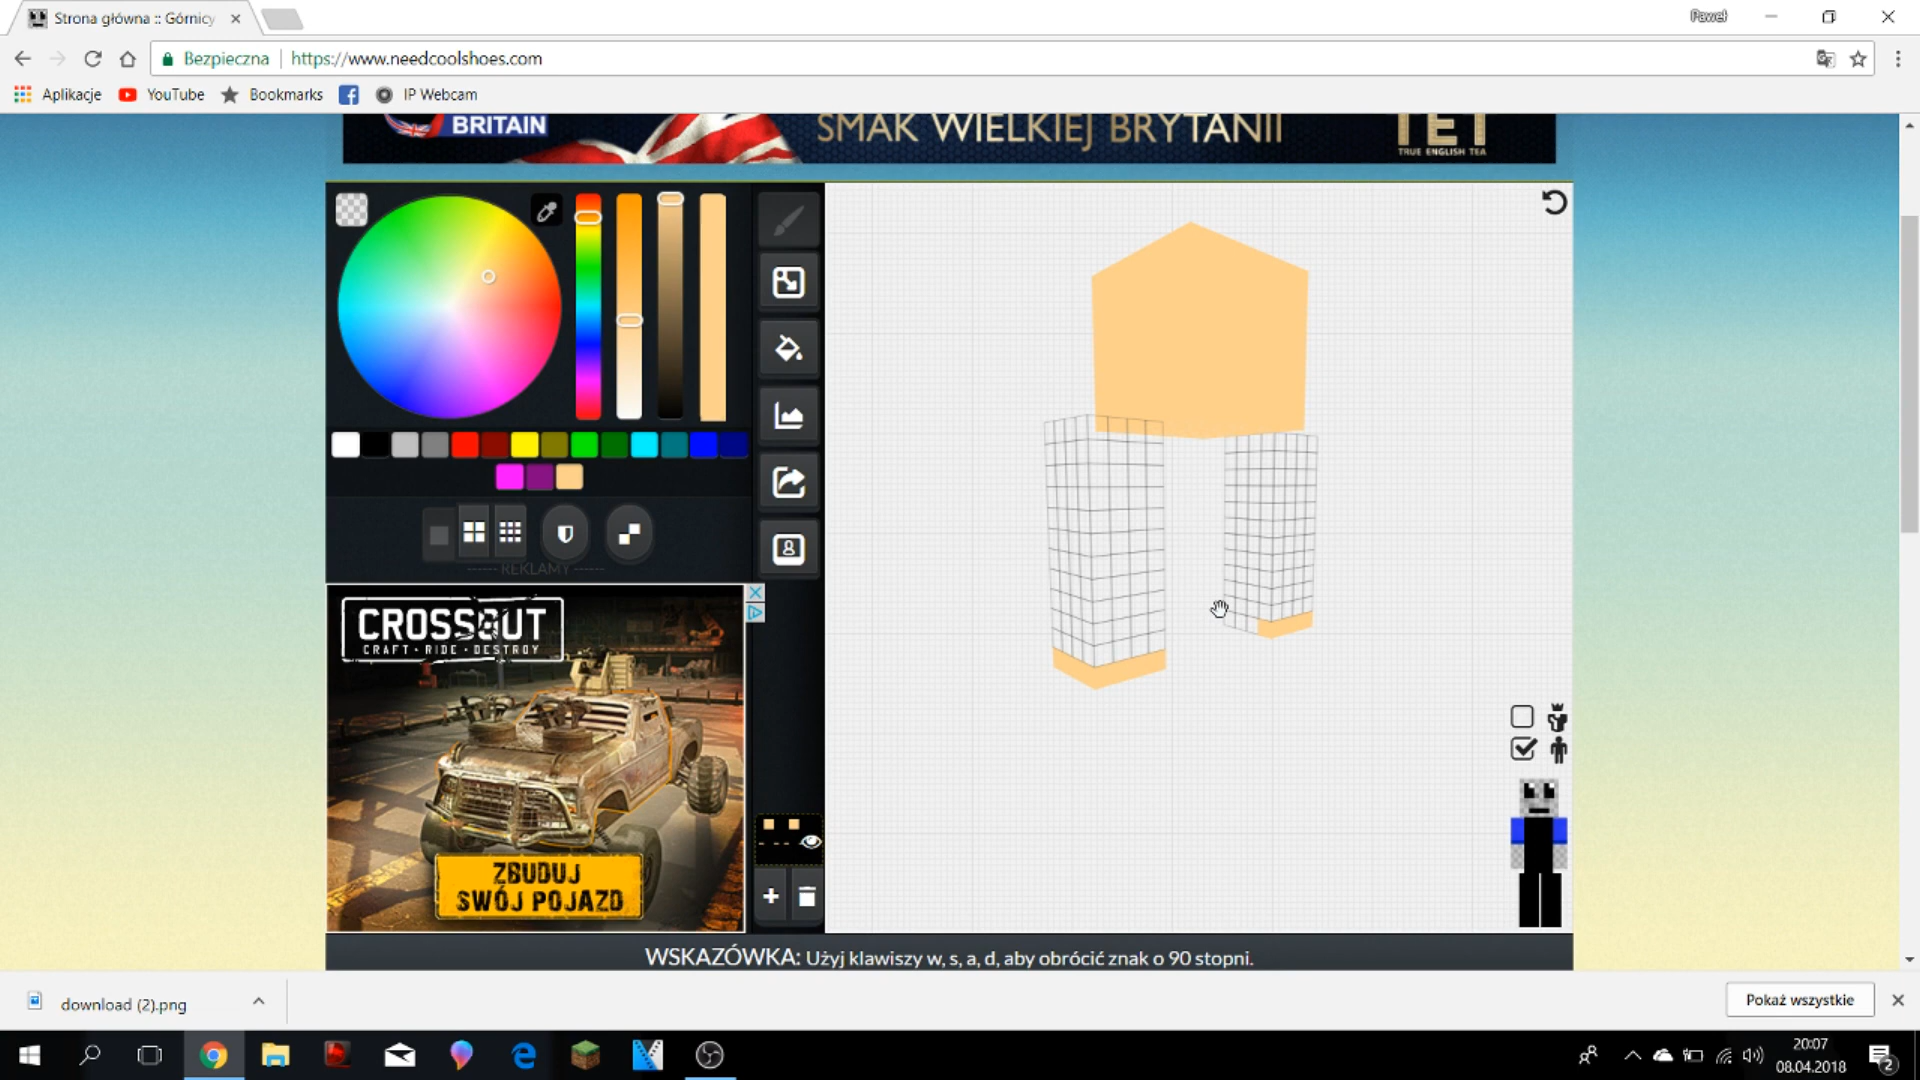 Strona główna :: Górnicy
Paweł
Bezpieczna
https://www.needcoolshoes.com
Aplikacje
YouTube
Bookmarks
IP Webcam
BRITAIN
SMAK WIELKIEJ BRYTANII
TET
TRUE ENGLISH TEA
------ REKLAMY ------
CROSSOUT
CRAFT • RIDE • DESTROY
ZBUDUJ
SWÓJ POJAZD
WSKAZÓWKA: Użyj klawiszy w, s, a, d, aby obrócić znak o 90 stopni.
download (2).png
Pokaż wszystkie
20:07
08.04.2018
2